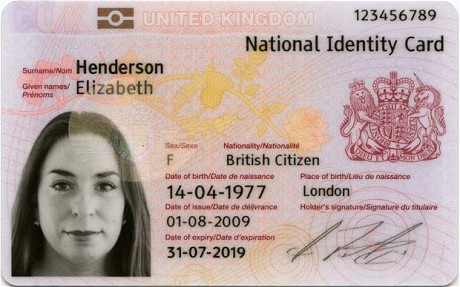 UNITED KINGDOM
123456789
National Identity Card
Surname/Nom Henderson
Given names/ Elizabeth
Prénoms
Sex/Sexe Nationality/Nationalité
F British Citizen
Date of birth/Date de naissance Place of birth/Lieu de naissance
14-04-1977 London
Date of issue/Date de délivrance Holder's signature/Signature du titulaire
01-08-2009
Date of expiry/Date d'expiration
31-07-2019